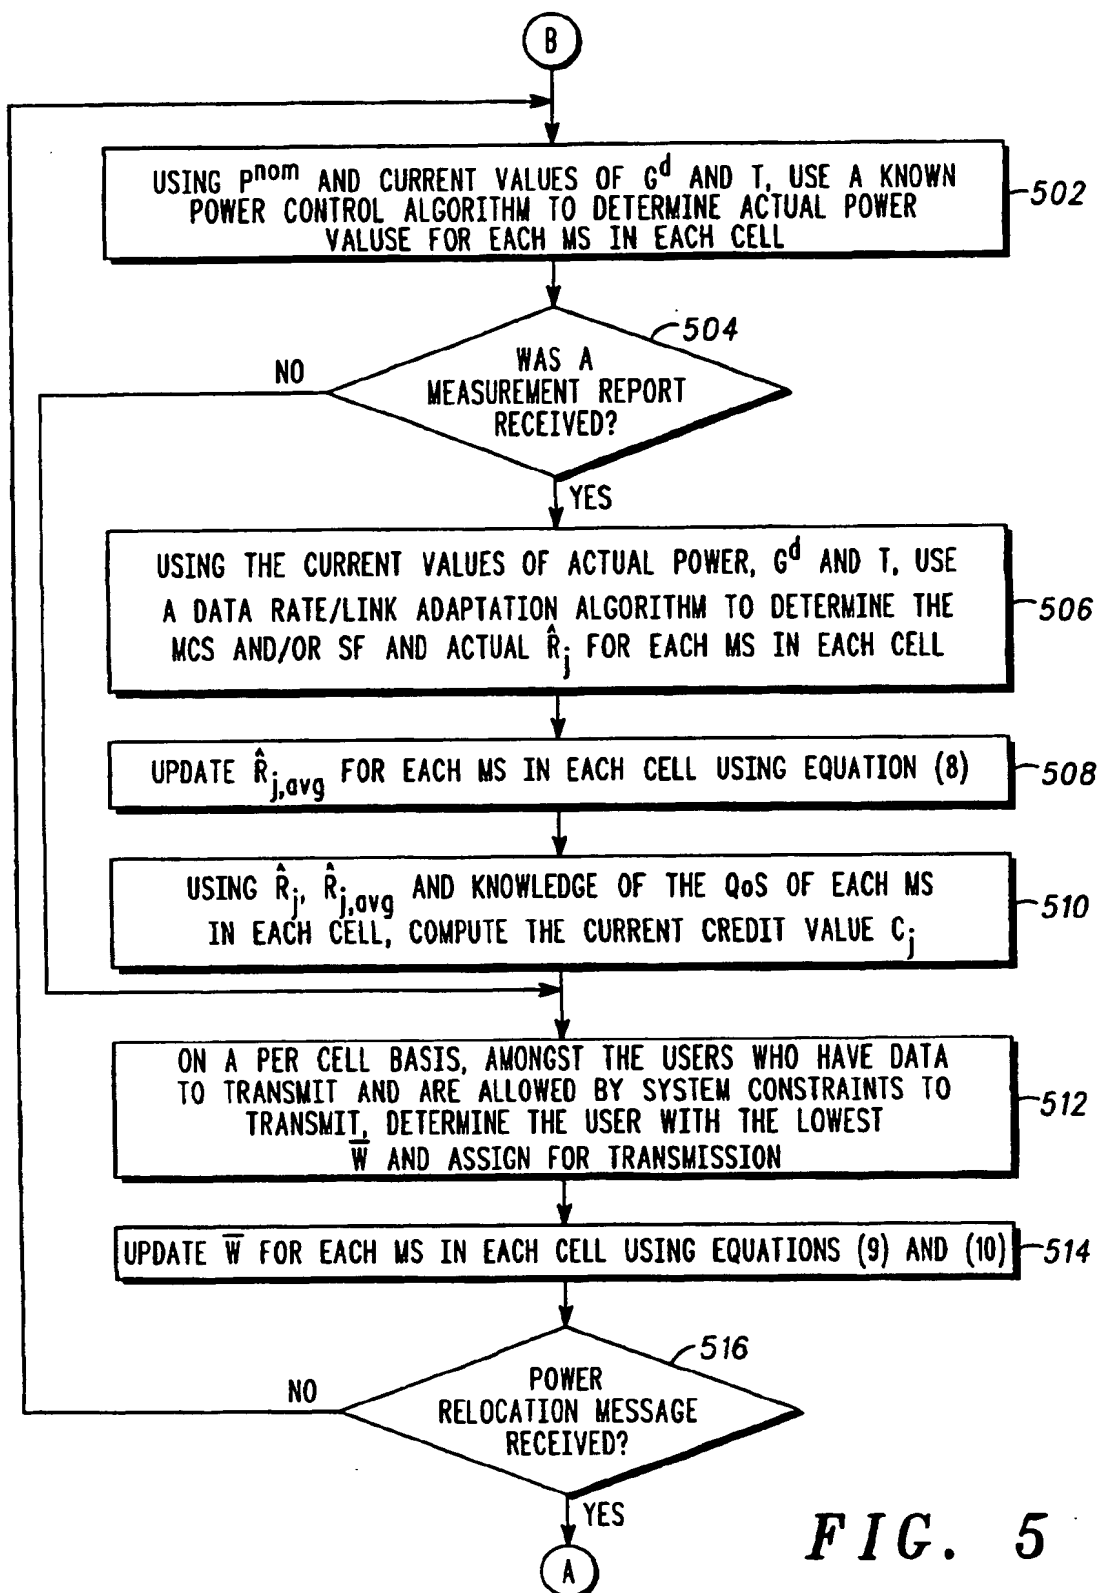 B
USING Pnom AND CURRENT VALUES OF Gd AND T, USE A KNOWN
POWER CONTROL ALGORITHM TO DETERMINE ACTUAL POWER
VALUSE FOR EACH MS IN EACH CELL
502
504
WAS A
MEASUREMENT REPORT
RECEIVED?
NO
YES
USING THE CURRENT VALUES OF ACTUAL POWER, Gd AND T, USE
A DATA RATE/LINK ADAPTATION ALGORITHM TO DETERMINE THE
MCS AND/OR SF AND ACTUAL R̂j FOR EACH MS IN EACH CELL
506
UPDATE R̂j,avg FOR EACH MS IN EACH CELL USING EQUATION (8)
508
USING R̂j, R̂j,avg AND KNOWLEDGE OF THE QoS OF EACH MS
IN EACH CELL, COMPUTE THE CURRENT CREDIT VALUE Cj
510
ON A PER CELL BASIS, AMONGST THE USERS WHO HAVE DATA
TO TRANSMIT AND ARE ALLOWED BY SYSTEM CONSTRAINTS TO
TRANSMIT, DETERMINE THE USER WITH THE LOWEST
W̅ AND ASSIGN FOR TRANSMISSION
512
UPDATE W̅ FOR EACH MS IN EACH CELL USING EQUATIONS (9) AND (10)
514
516
POWER
RELOCATION MESSAGE
RECEIVED?
NO
YES
A
FIG. 5